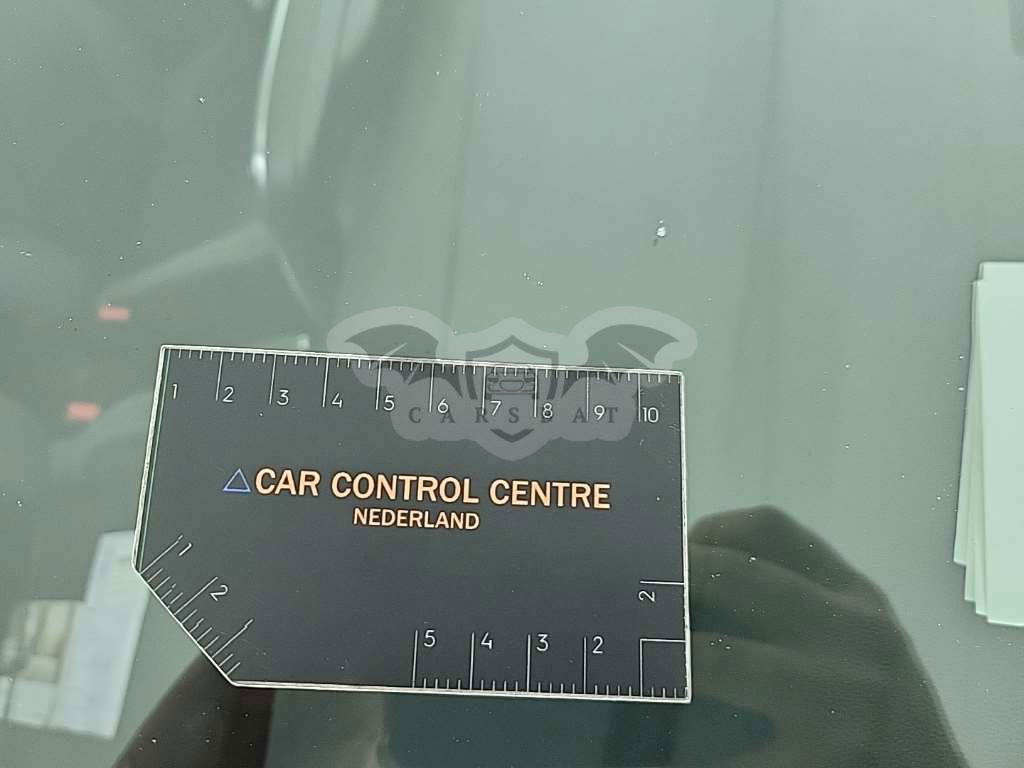 1 2 3 4 5 6 7 8 9 10
CARSBAT
CAR CONTROL CENTRE
NEDERLAND
1 2
2
5 4 3 2